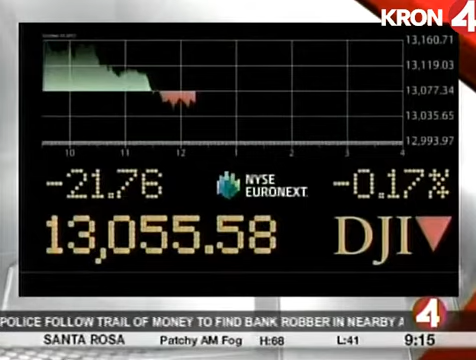 KRON 4
13,160.71
13,119.03
13,077.34
13,035.65
12,993.97
10 11 12 1 2 3 4
-21.76
NYSE
EURONEXT
-0.17%
13,055.58
DJI
4
POLICE FOLLOW TRAIL OF MONEY TO FIND BANK ROBBER IN NEARBY A
SANTA ROSA Patchy AM Fog H:68 L:41 9:15